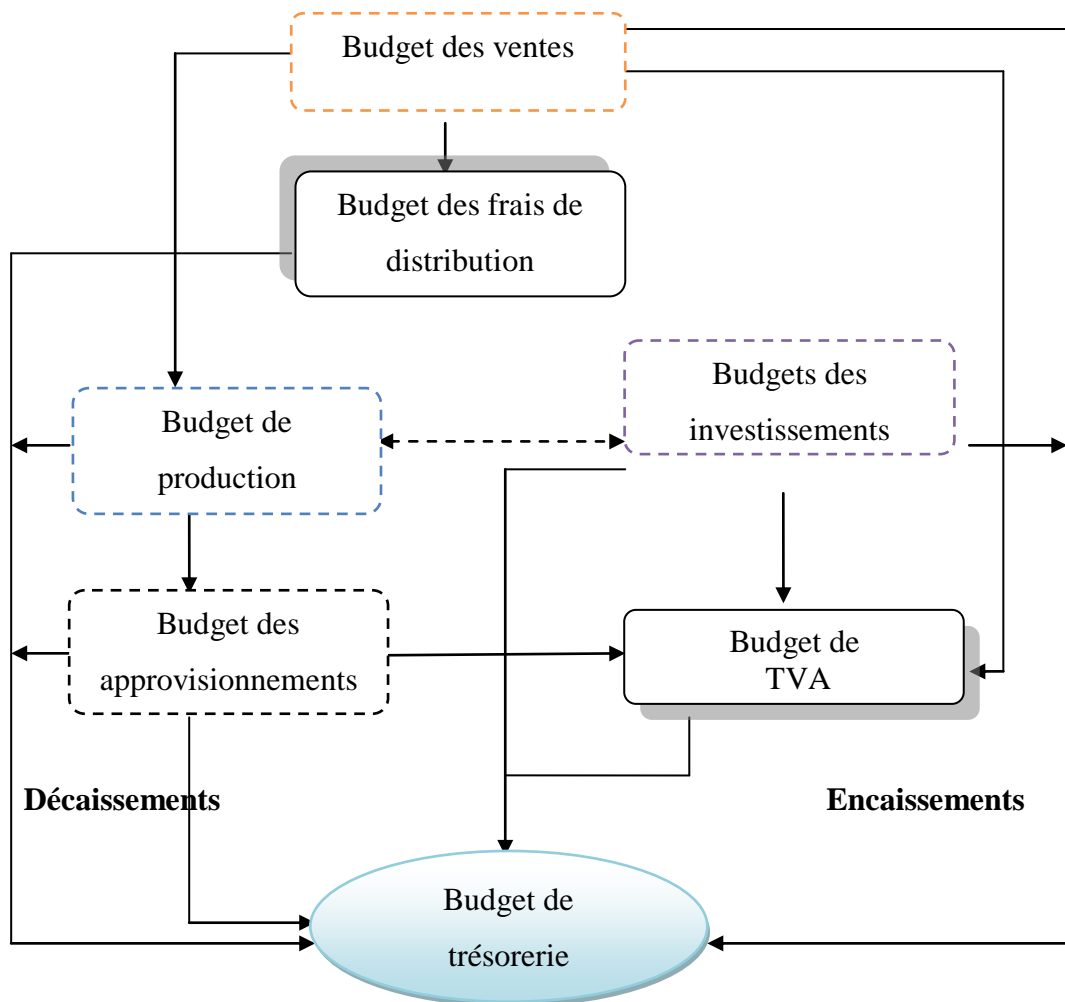 Budget des ventes
Budget des frais de
distribution
Budgets des
investissements
Budget de
production
Budget des
approvisionnements
Budget de
TVA
Décaissements
Encaissements
Budget de
trésorerie